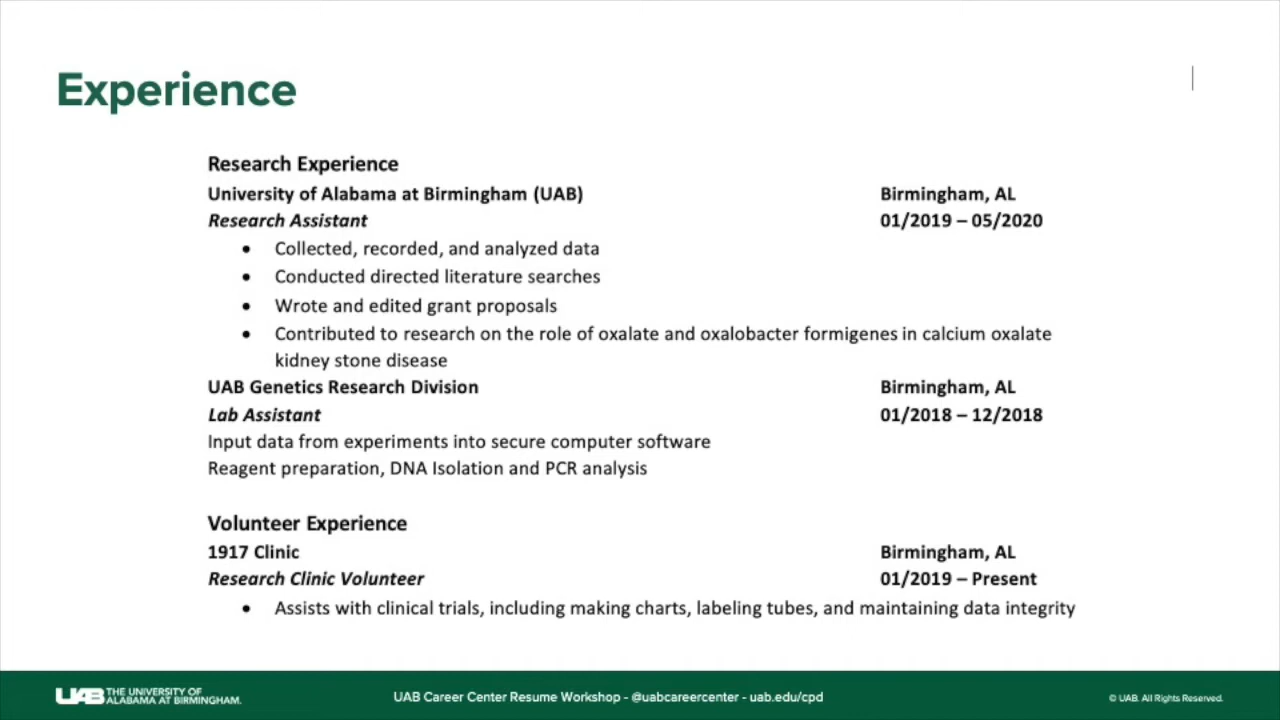 Experience
Research Experience
University of Alabama at Birmingham (UAB) Birmingham, AL
Research Assistant 01/2019 – 05/2020
• Collected, recorded, and analyzed data
• Conducted directed literature searches
• Wrote and edited grant proposals
• Contributed to research on the role of oxalate and oxalobacter formigenes in calcium oxalate
kidney stone disease
UAB Genetics Research Division Birmingham, AL
Lab Assistant 01/2018 – 12/2018
Input data from experiments into secure computer software
Reagent preparation, DNA Isolation and PCR analysis
Volunteer Experience
1917 Clinic Birmingham, AL
Research Clinic Volunteer 01/2019 – Present
• Assists with clinical trials, including making charts, labeling tubes, and maintaining data integrity
UAB THE UNIVERSITY OF
ALABAMA AT BIRMINGHAM.
UAB Career Center Resume Workshop - @uabcareercenter - uab.edu/cpd
© UAB. All Rights Reserved.